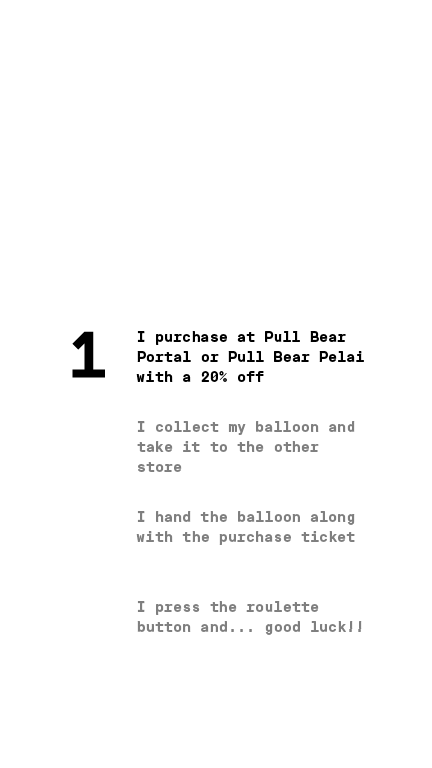 1
I purchase at Pull Bear
Portal or Pull Bear Pelai
with a 20% off
I collect my balloon and
take it to the other
store
I hand the balloon along
with the purchase ticket
I press the roulette
button and... good luck!!